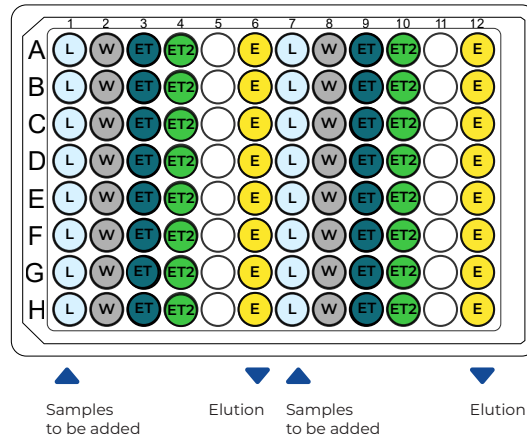 1 2 3 4 5 6 7 8 9 10 11 12
A L W ET ET2 E L W ET ET2 E
B L W ET ET2 E L W ET ET2 E
C L W ET ET2 E L W ET ET2 E
D L W ET ET2 E L W ET ET2 E
E L W ET ET2 E L W ET ET2 E
F L W ET ET2 E L W ET ET2 E
G L W ET ET2 E L W ET ET2 E
H L W ET ET2 E L W ET ET2 E
Samples Elution Samples Elution
to be added to be added